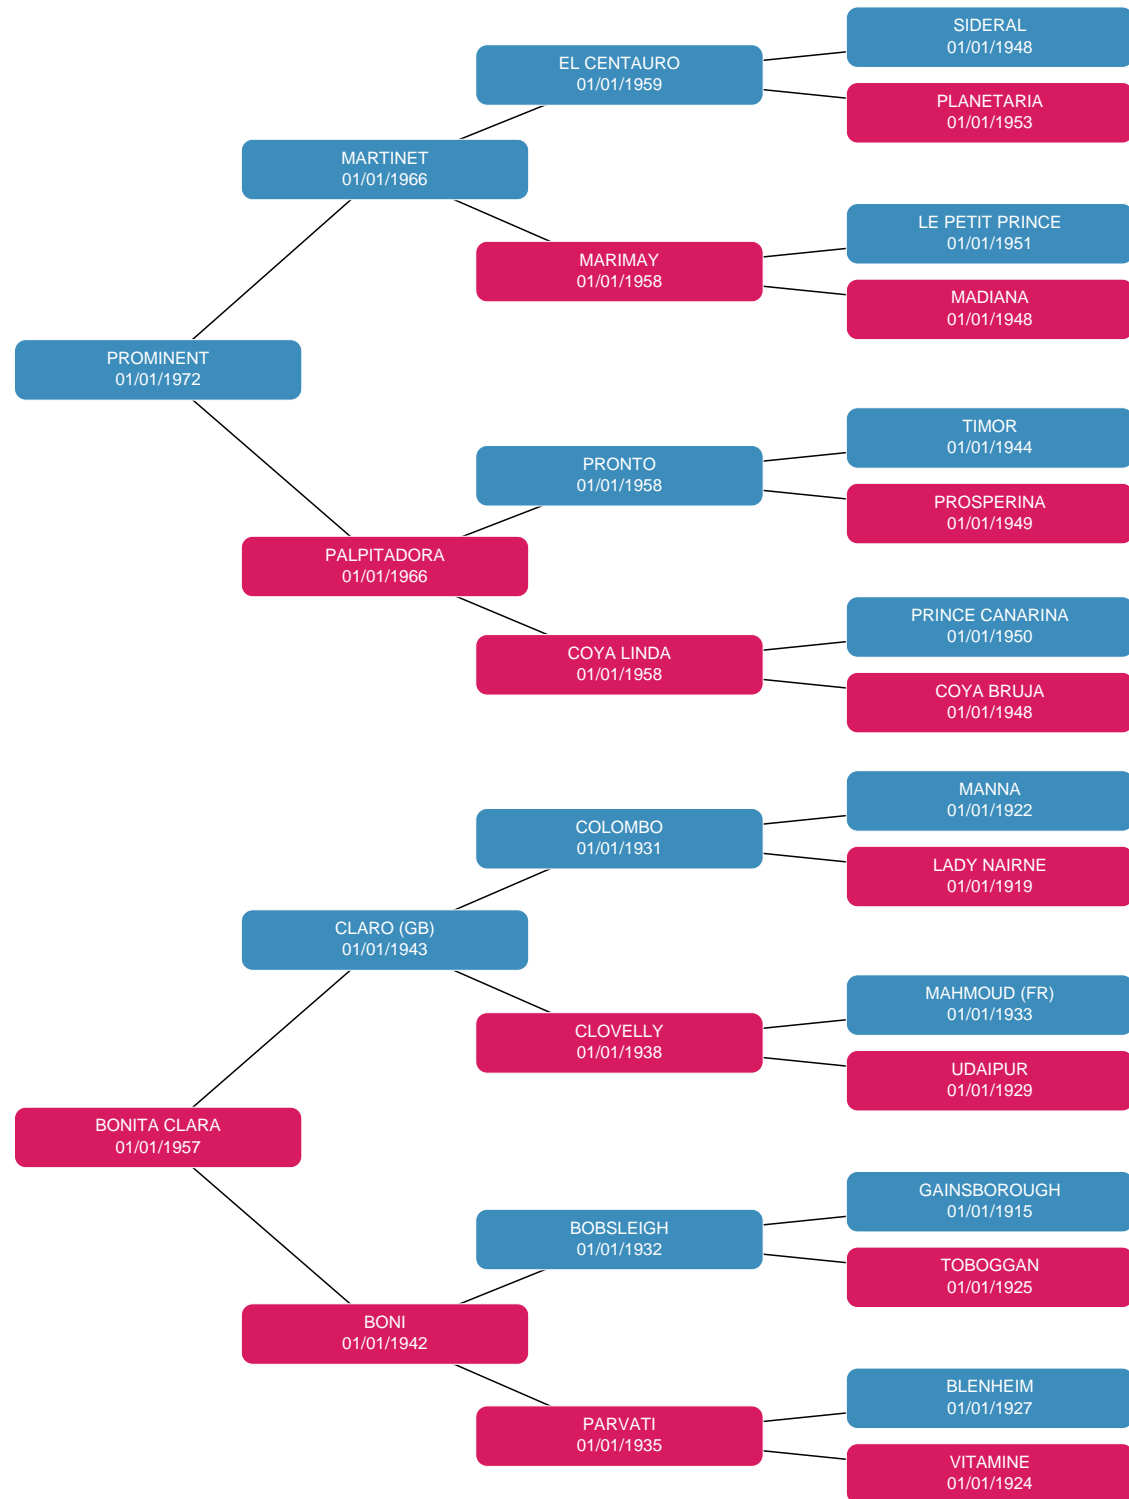 SIDERAL
01/01/1948
EL CENTAURO
01/01/1959
PLANETARIA
01/01/1953
MARTINET
01/01/1966
LE PETIT PRINCE
01/01/1951
MARIMAY
01/01/1958
MADIANA
01/01/1948
PROMINENT
01/01/1972
TIMOR
01/01/1944
PRONTO
01/01/1958
PROSPERINA
01/01/1949
PALPITADORA
01/01/1966
PRINCE CANARINA
01/01/1950
COYA LINDA
01/01/1958
COYA BRUJA
01/01/1948
MANNA
01/01/1922
COLOMBO
01/01/1931
LADY NAIRNE
01/01/1919
CLARO (GB)
01/01/1943
MAHMOUD (FR)
01/01/1933
CLOVELLY
01/01/1938
UDAIPUR
01/01/1929
BONITA CLARA
01/01/1957
GAINSBOROUGH
01/01/1915
BOBSLEIGH
01/01/1932
TOBOGGAN
01/01/1925
BONI
01/01/1942
BLENHEIM
01/01/1927
PARVATI
01/01/1935
VITAMINE
01/01/1924